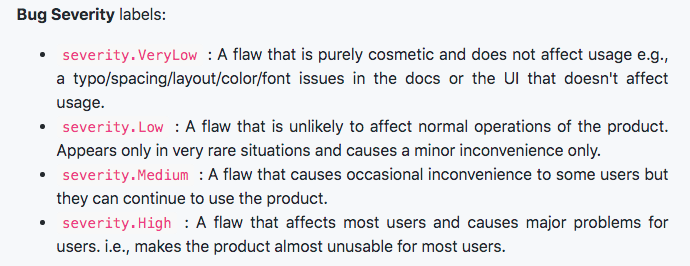 Bug Severity labels:
• severity.VeryLow : A flaw that is purely cosmetic and does not affect usage e.g.,
a typo/spacing/layout/color/font issues in the docs or the UI that doesn't affect
usage.
• severity.Low : A flaw that is unlikely to affect normal operations of the product.
Appears only in very rare situations and causes a minor inconvenience only.
• severity.Medium : A flaw that causes occasional inconvenience to some users but
they can continue to use the product.
• severity.High : A flaw that affects most users and causes major problems for
users. i.e., makes the product almost unusable for most users.